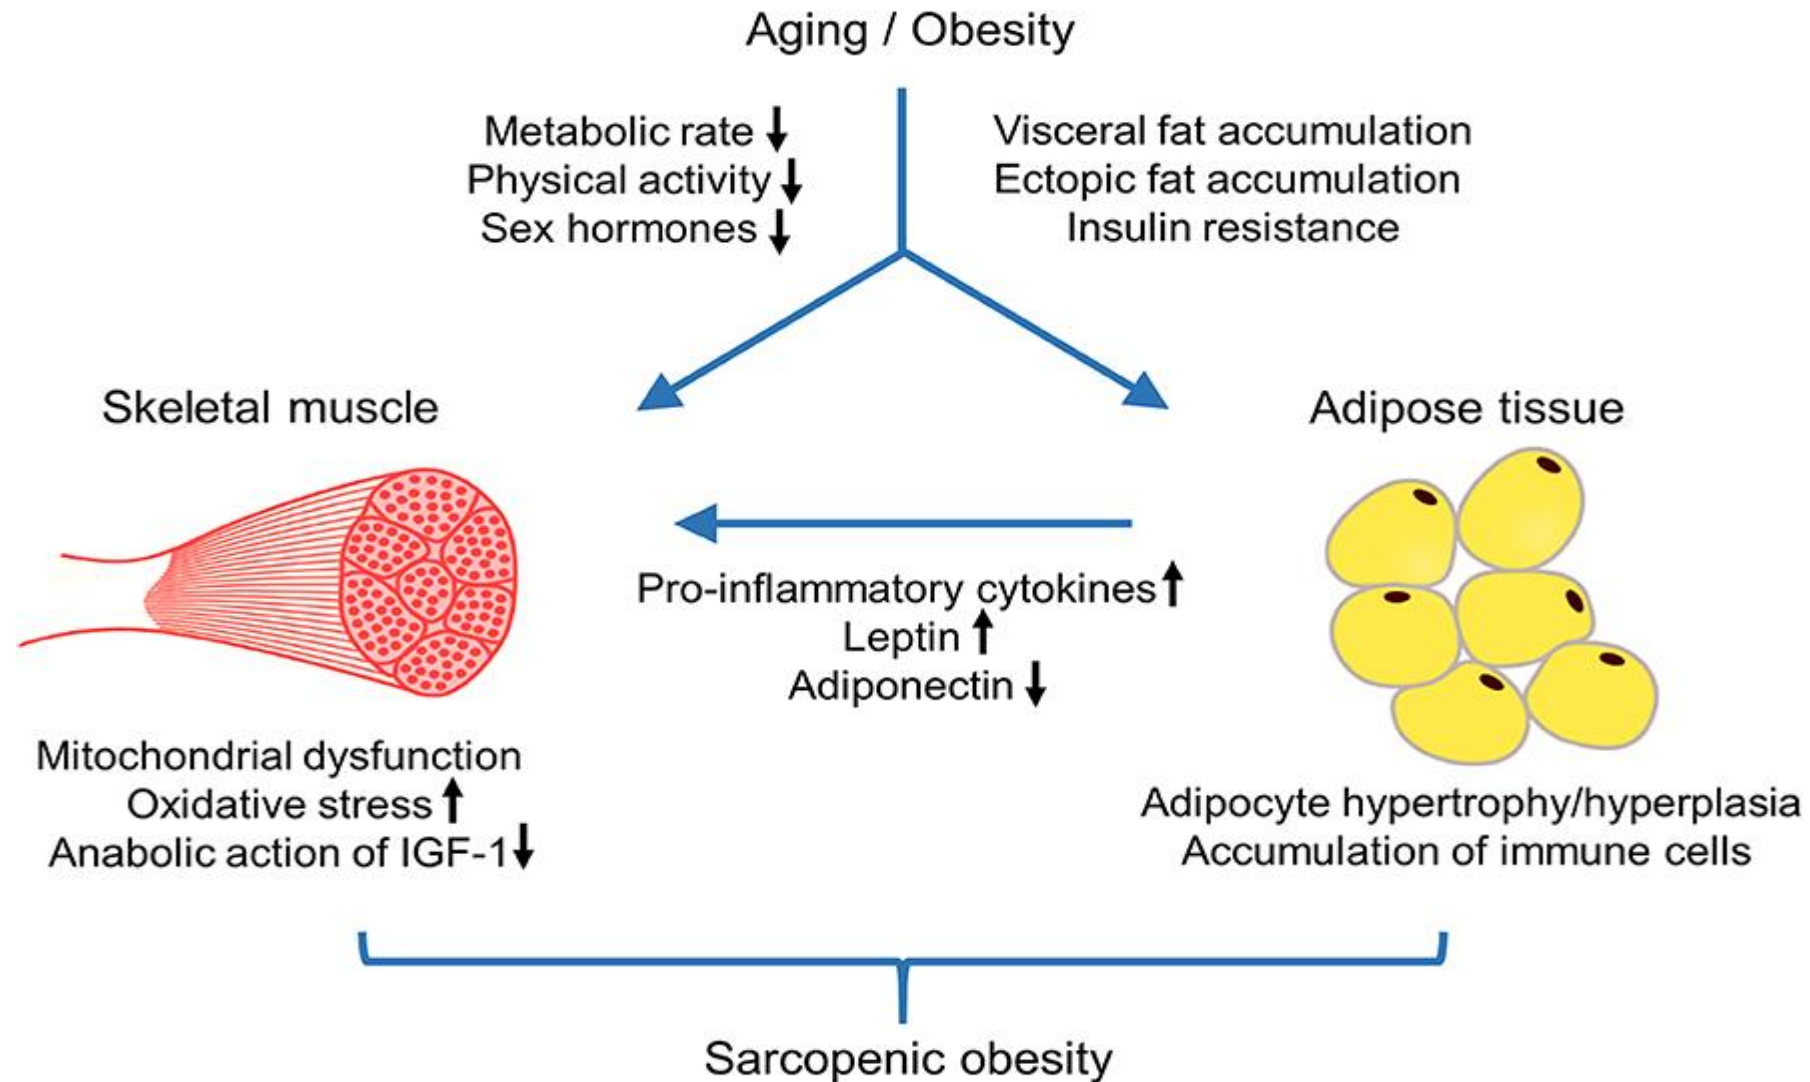 Aging / Obesity
Metabolic rate ↓
Physical activity ↓
Sex hormones ↓
Visceral fat accumulation
Ectopic fat accumulation
Insulin resistance
Skeletal muscle
Adipose tissue
Pro-inflammatory cytokines ↑
Leptin ↑
Adiponectin ↓
Mitochondrial dysfunction
Oxidative stress ↑
Anabolic action of IGF-1 ↓
Adipocyte hypertrophy/hyperplasia
Accumulation of immune cells
Sarcopenic obesity